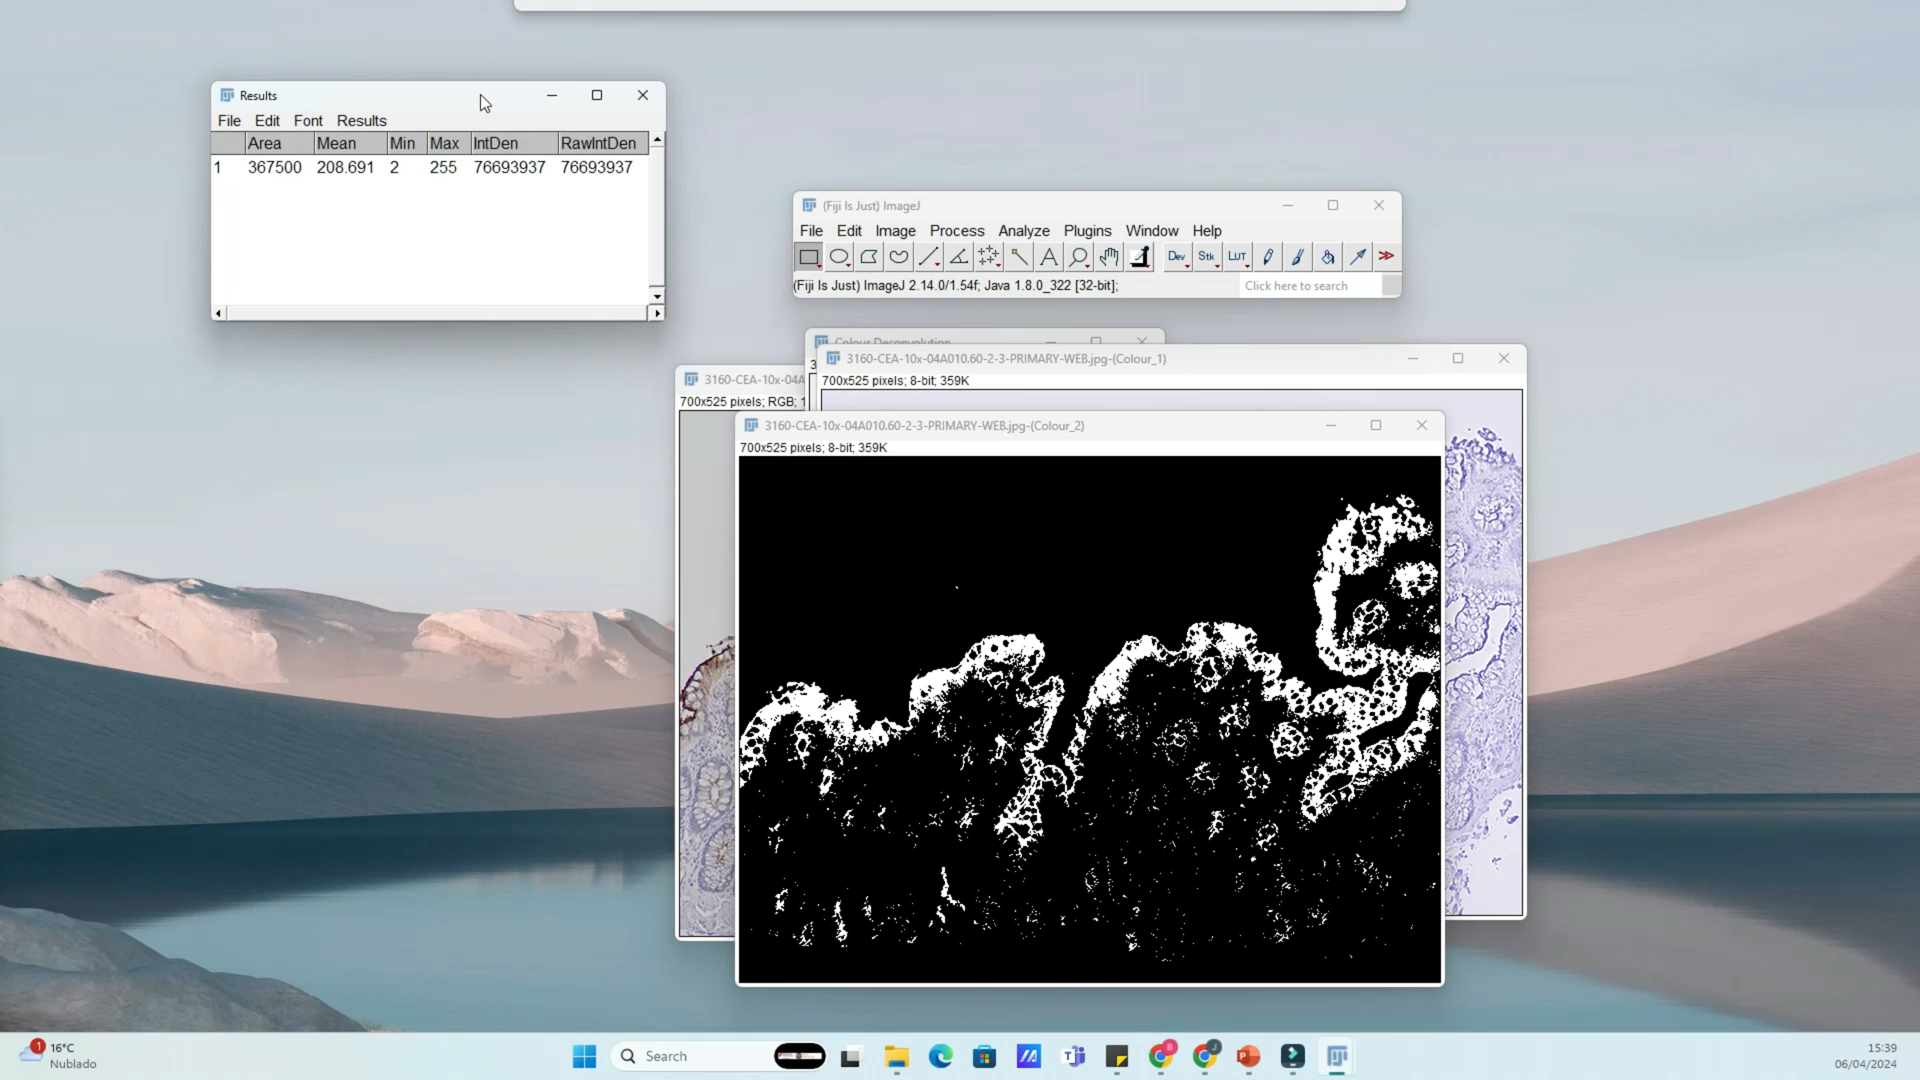 Results
File Edit Font Results
Area Mean Min Max IntDen RawIntDen
1 367500 208.691 2 255 76693937 76693937
(Fiji Is Just) ImageJ
File Edit Image Process Analyze Plugins Window Help
Dev Stk LUT
(Fiji Is Just) ImageJ 2.14.0/1.54f; Java 1.8.0_322 [32-bit];
Click here to search
Colour Deconvolution
3160-CEA-10x-04A010.60-2-3-PRIMARY-WEB.jpg-(Colour_1)
700x525 pixels; 8-bit; 359K
3160-CEA-10x-04A
700x525 pixels; RGB; 1
3160-CEA-10x-04A010.60-2-3-PRIMARY-WEB.jpg-(Colour_2)
700x525 pixels; 8-bit; 359K
1
16°C
Nublado
Search
B
J
15:39
06/04/2024